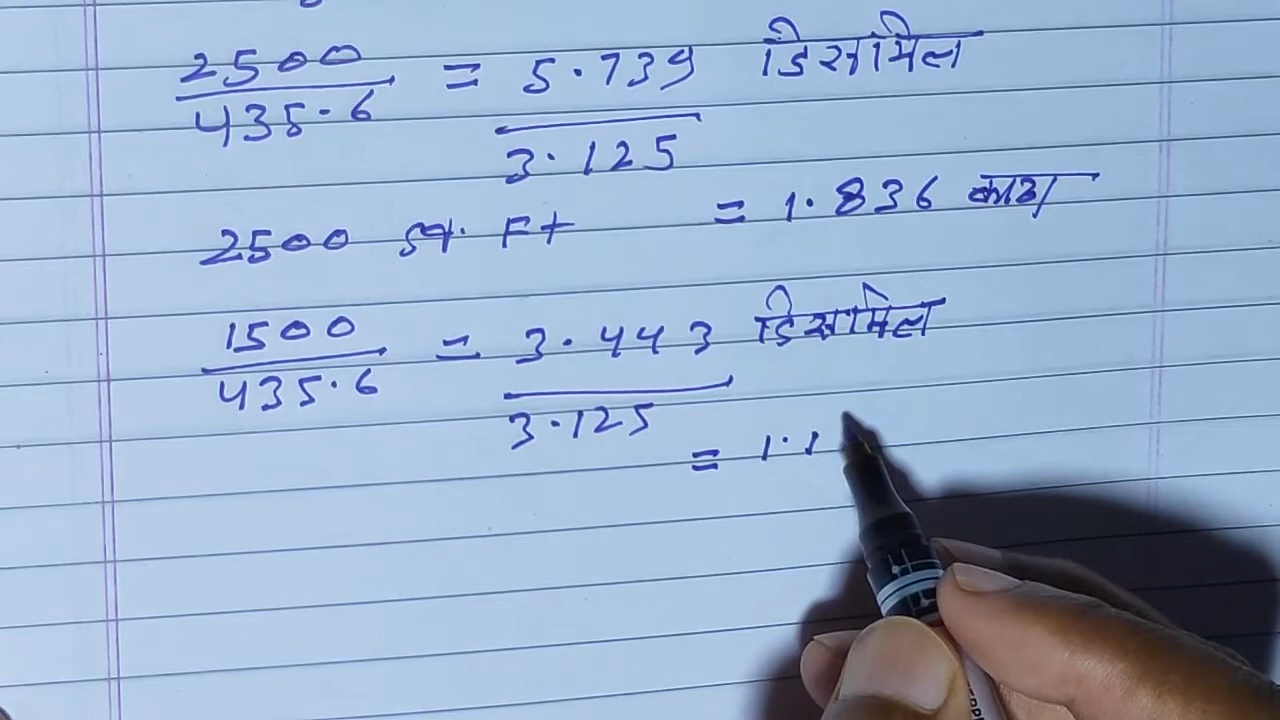 2500 / 435.6 = 5.739 डिसमिल
3.125
2500 Sq. Ft = 1.836 काठा
1500 / 435.6 = 3.443 डिसमिल
3.125
= 1.1